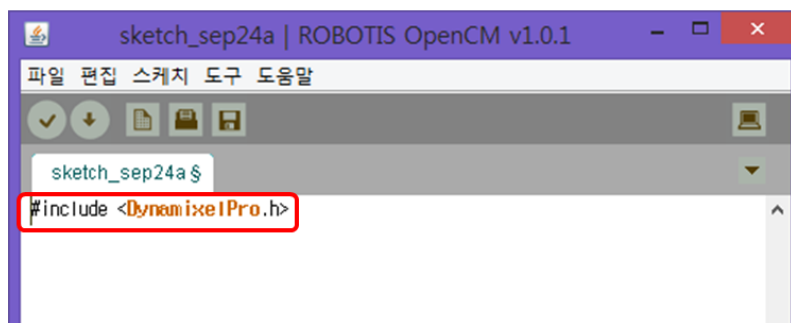 sketch_sep24a | ROBOTIS OpenCM v1.0.1
파일 편집 스케치 도구 도움말
sketch_sep24a §
#include <DynamixelPro.h>